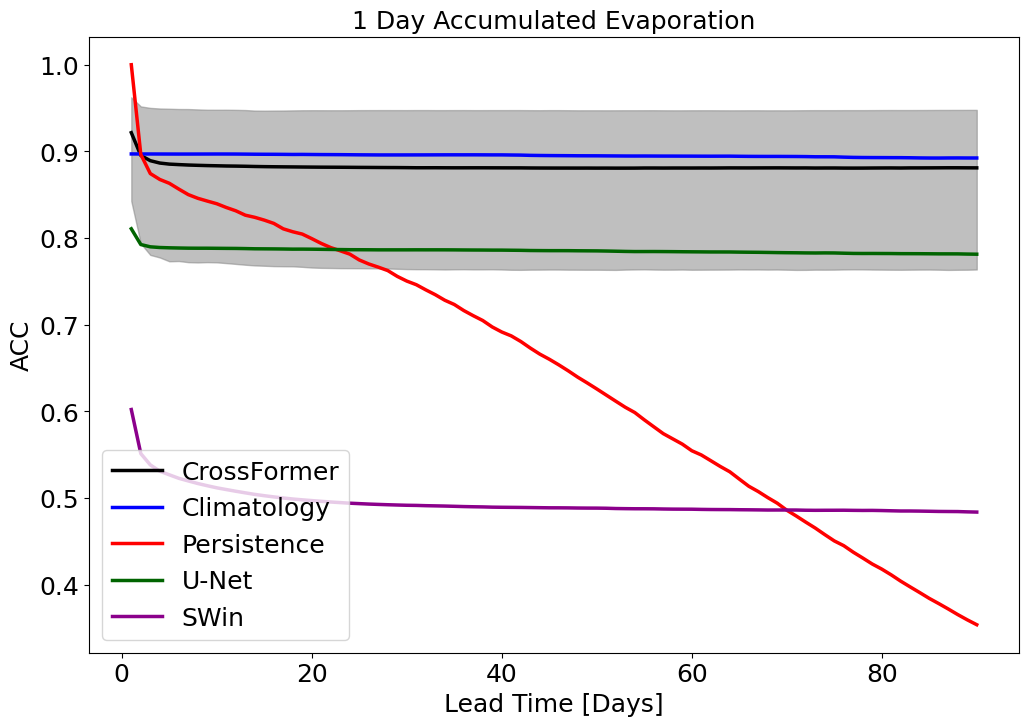 1 Day Accumulated Evaporation
ACC
1.0
0.9
0.8
0.7
0.6
0.5
0.4
CrossFormer
Climatology
Persistence
U-Net
SWin
0 20 40 60 80
Lead Time [Days]